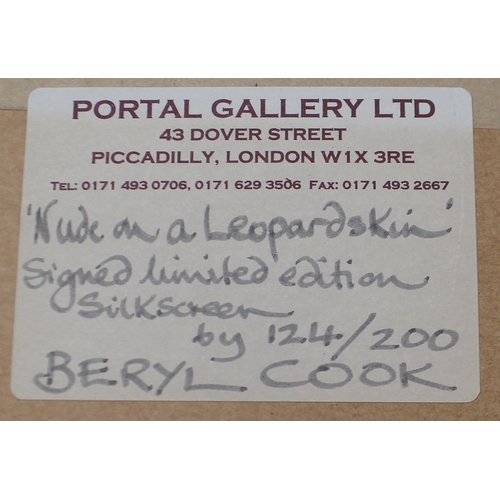 PORTAL GALLERY LTD
43 DOVER STREET
PICCADILLY, LONDON W1X 3RE
TEL: 0171 493 0706, 0171 629 3506 FAX: 0171 493 2667
'Nude on a Leopardskin'
Signed limited edition
Silkscreen
by 124/200
BERYL COOK